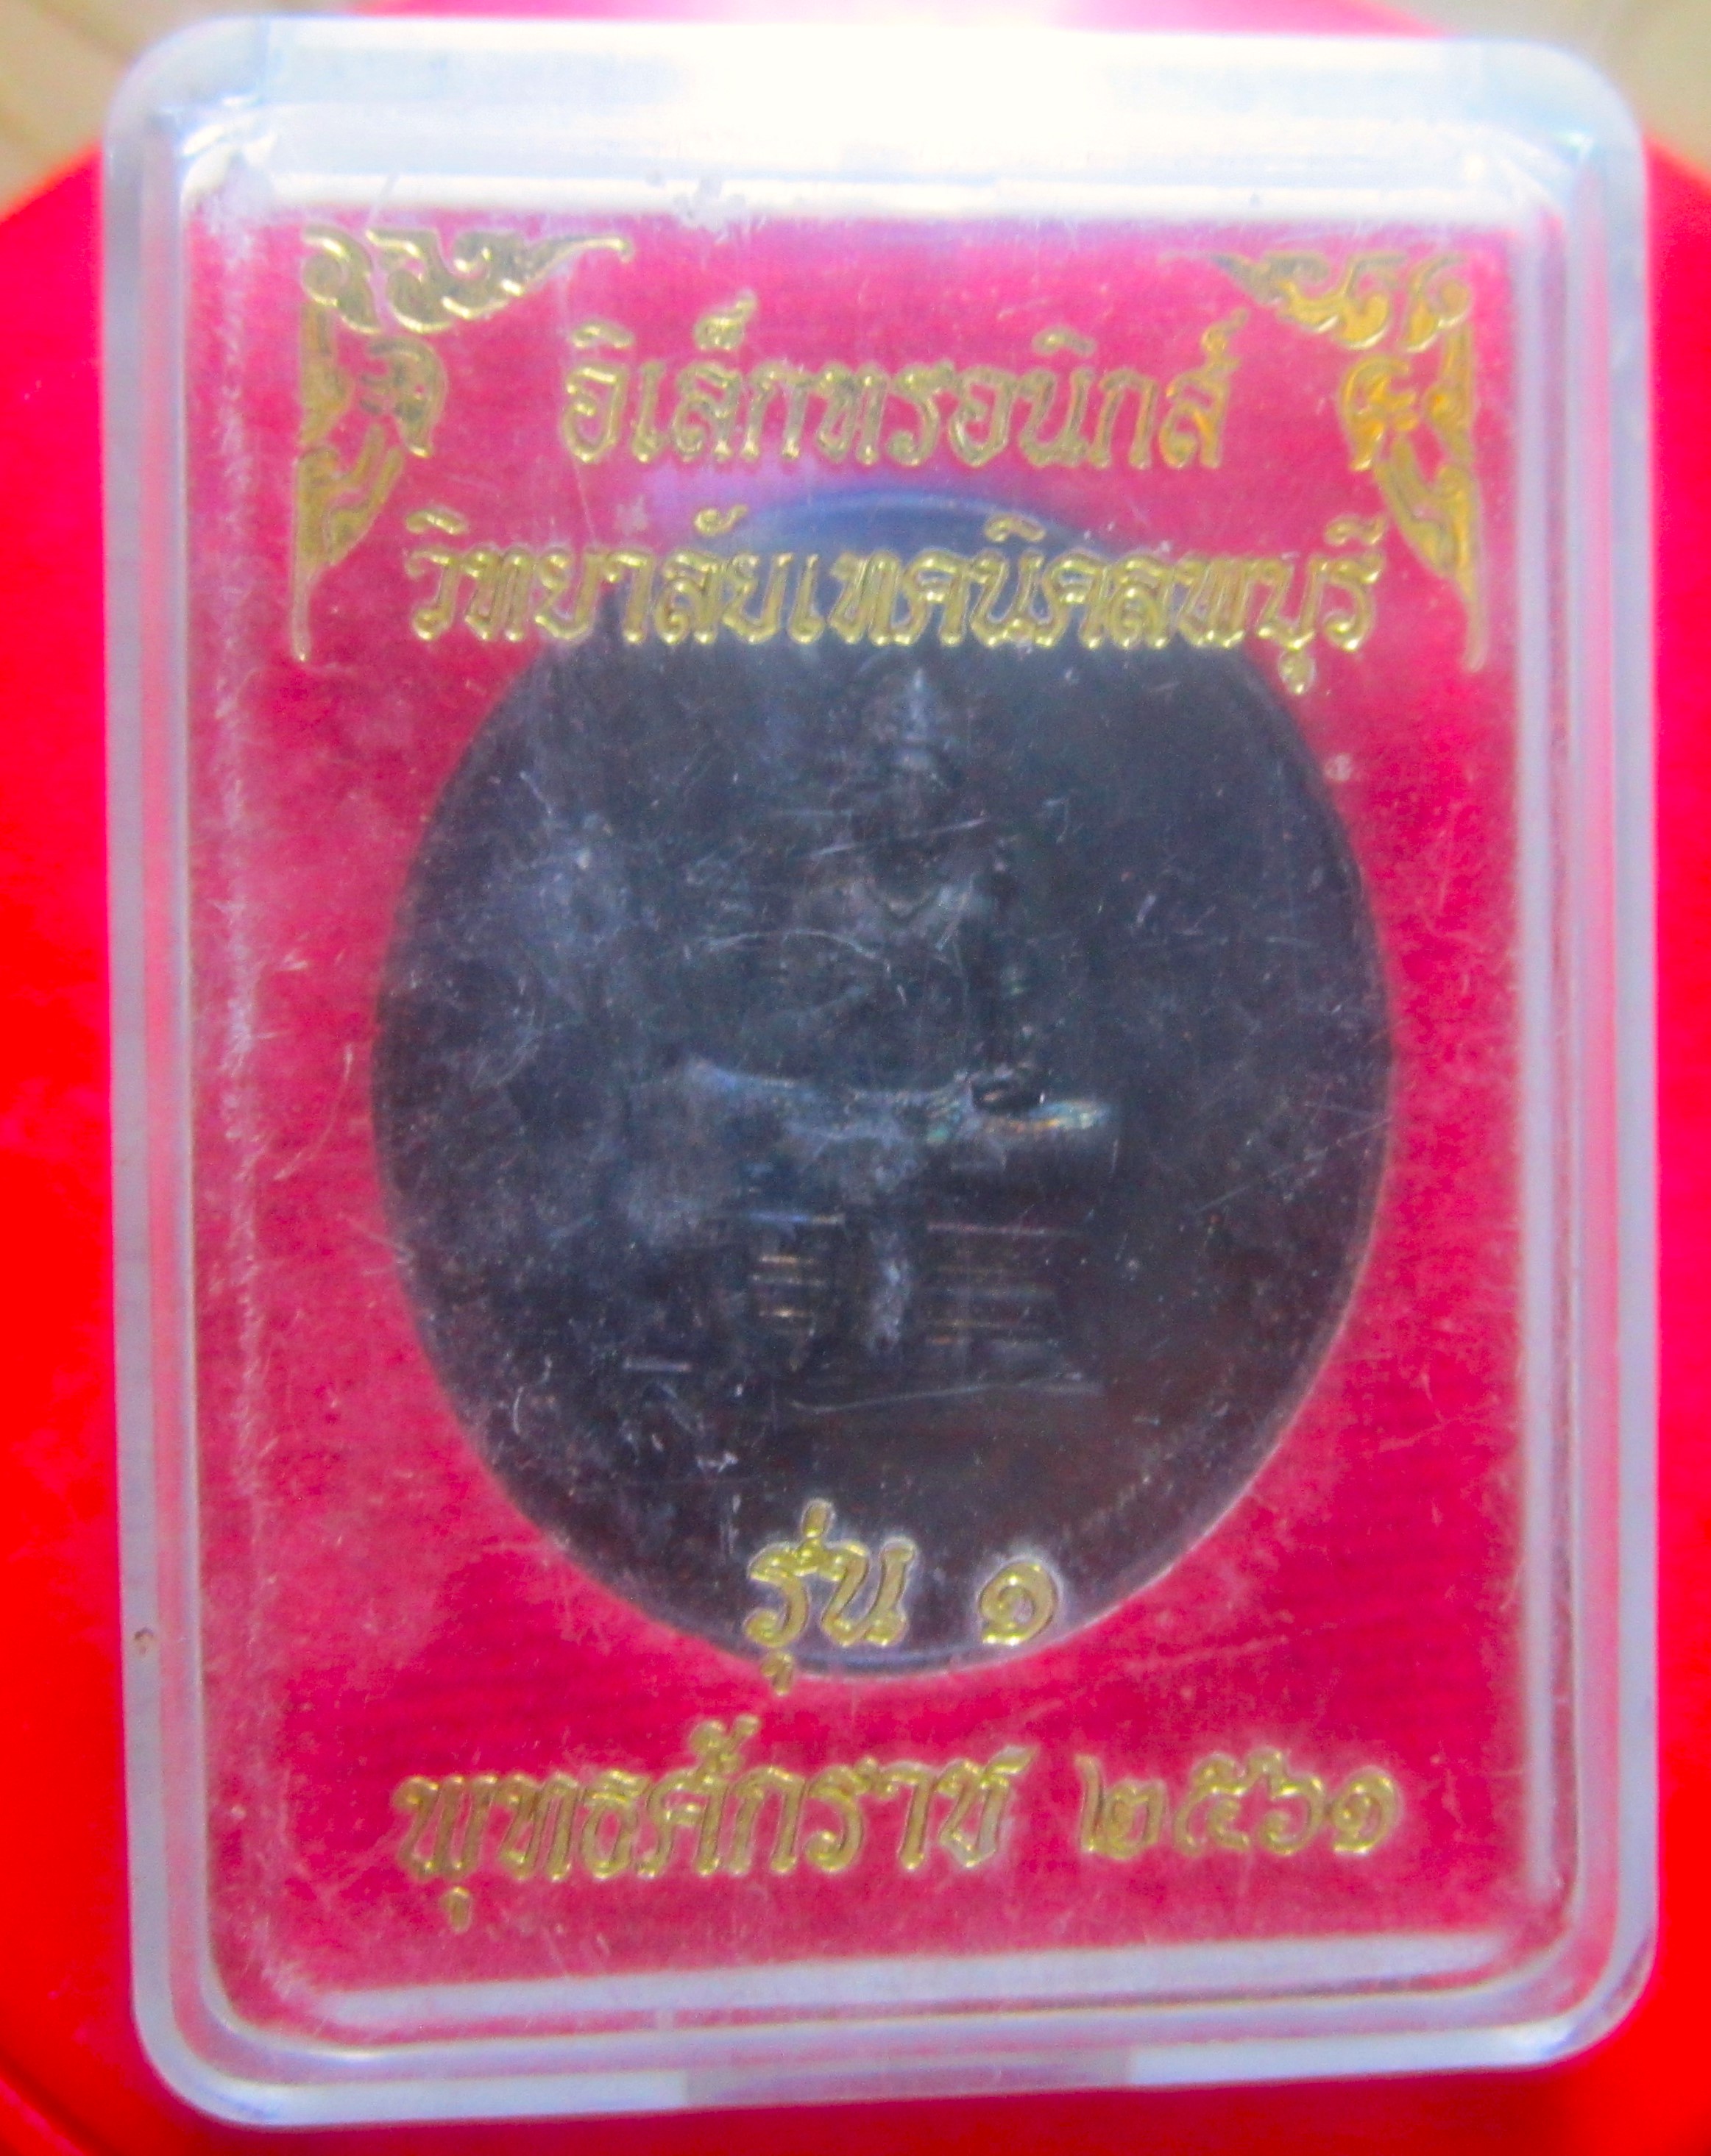 อิเล็กทรอนิกส์
วิทยาลัยเทคนิคลพบุรี
รุ่น ๑
พุทธศักราช ๒๕๖๑